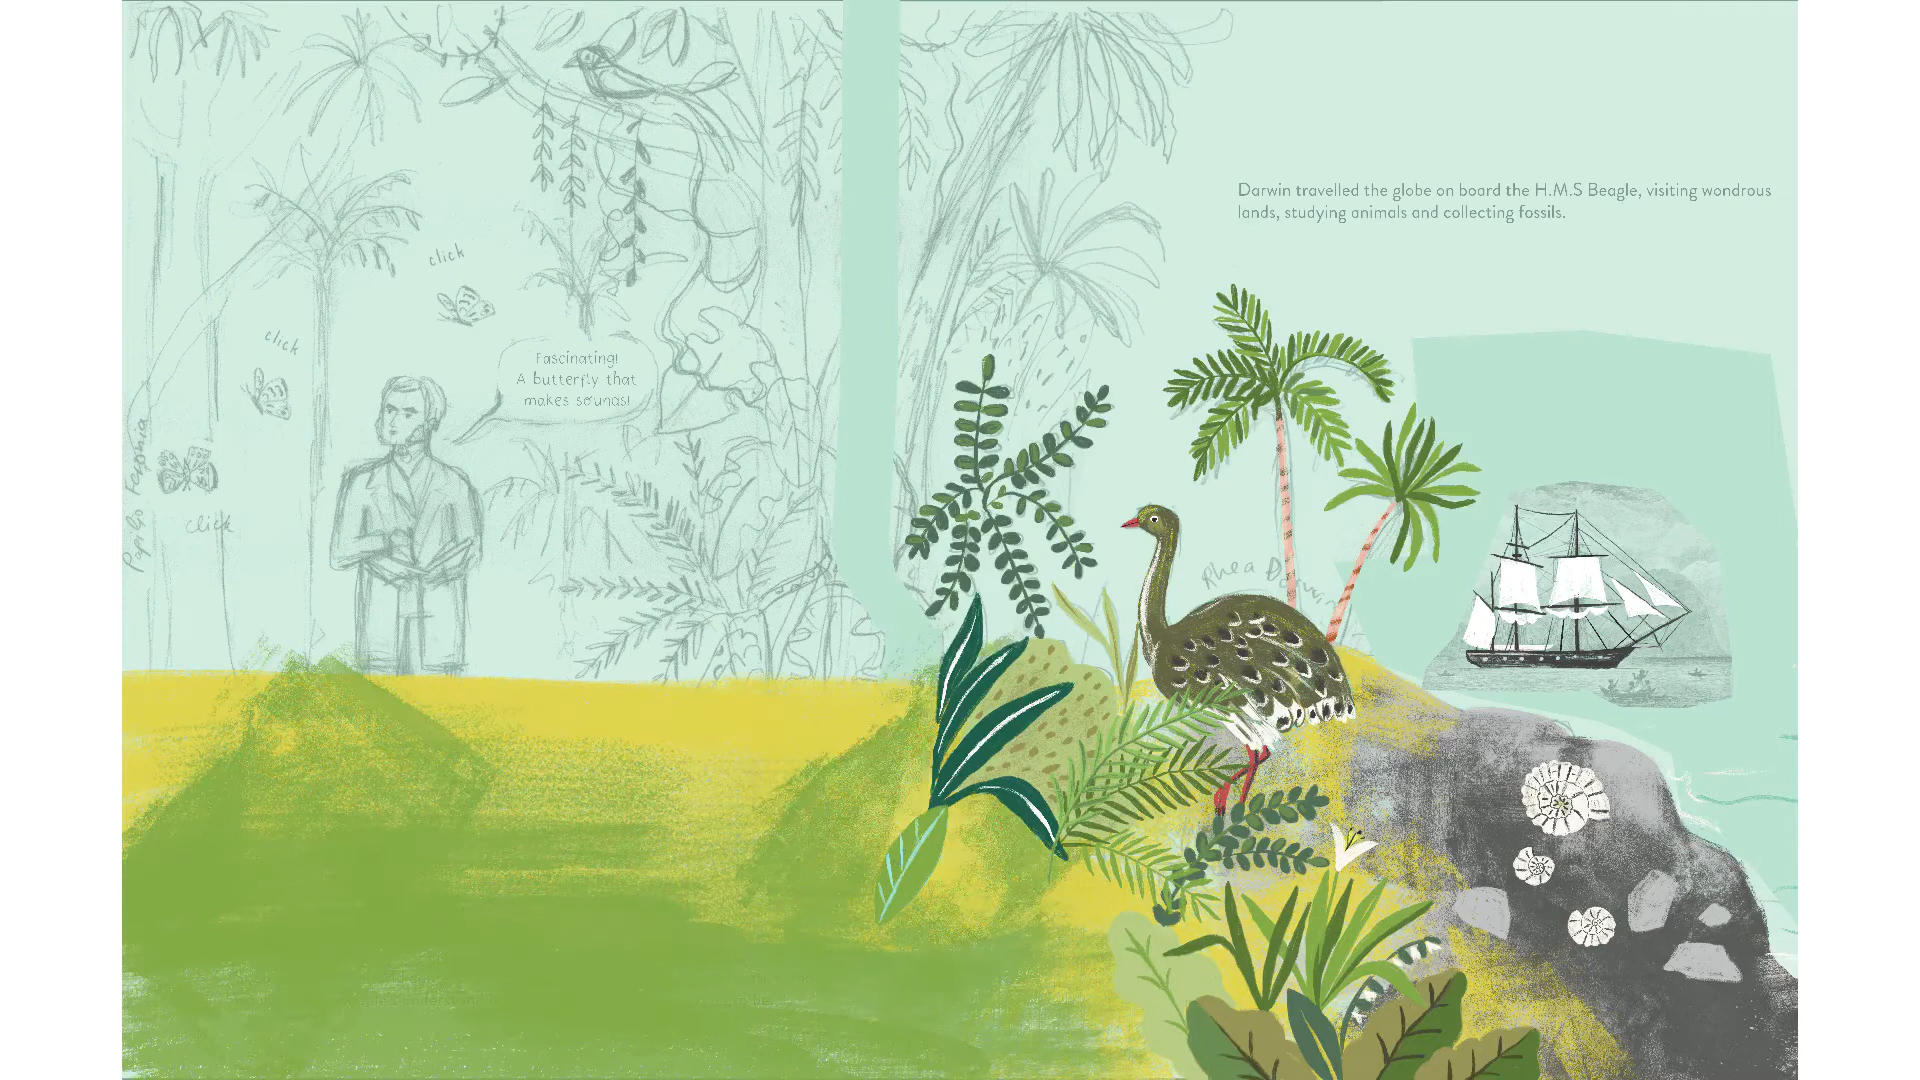 click
click
Fascinating!
A butterfly that
makes sounds!
Papilio Feronia
click
Darwin travelled the globe on board the H.M.S Beagle, visiting wondrous
lands, studying animals and collecting fossils.
Rhea Darwin